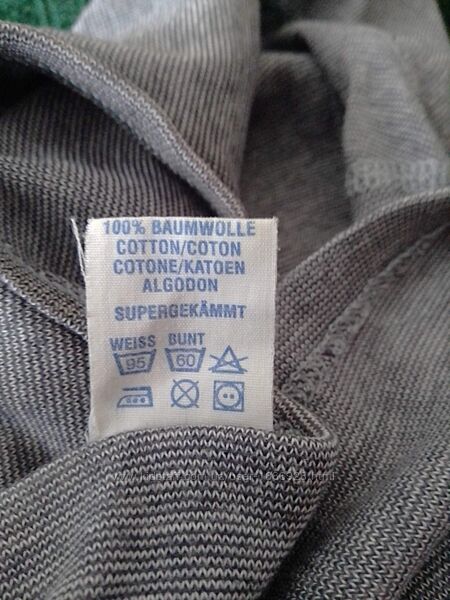 100% BAUMWOLLE
COTTON/COTON
COTONE/KATOEN
ALGODON
SUPERGEKÄMMT
WEISS BUNT
95 60